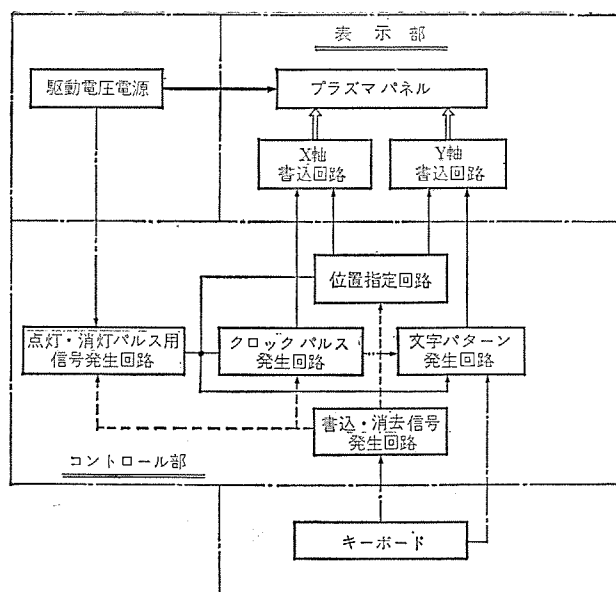 表示部
駆動電圧電源
プラズマパネル
X軸
書込回路
Y軸
書込回路
位置指定回路
点灯・消灯パルス用
信号発生回路
クロックパルス
発生回路
文字パターン
発生回路
書込・消去信号
発生回路
コントロール部
キーボード